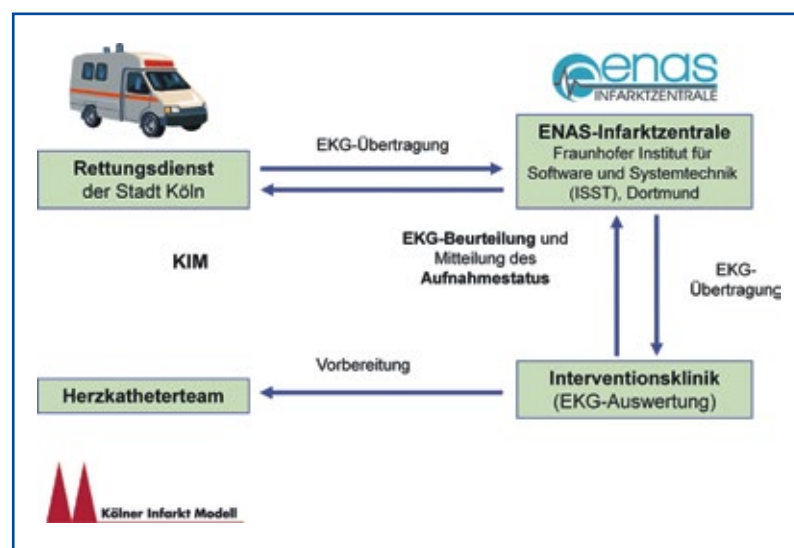 enas
INFARKTZENTRALE
Rettungsdienst
der Stadt Köln
EKG-Übertragung
ENAS-Infarktzentrale
Fraunhofer Institut für
Software und Systemtechnik
(ISST), Dortmund
KIM
EKG-Beurteilung und
Mitteilung des
Aufnahmestatus
EKG-
Übertragung
Herzkatheterteam
Vorbereitung
Interventionsklinik
(EKG-Auswertung)
Kölner Infarkt Modell